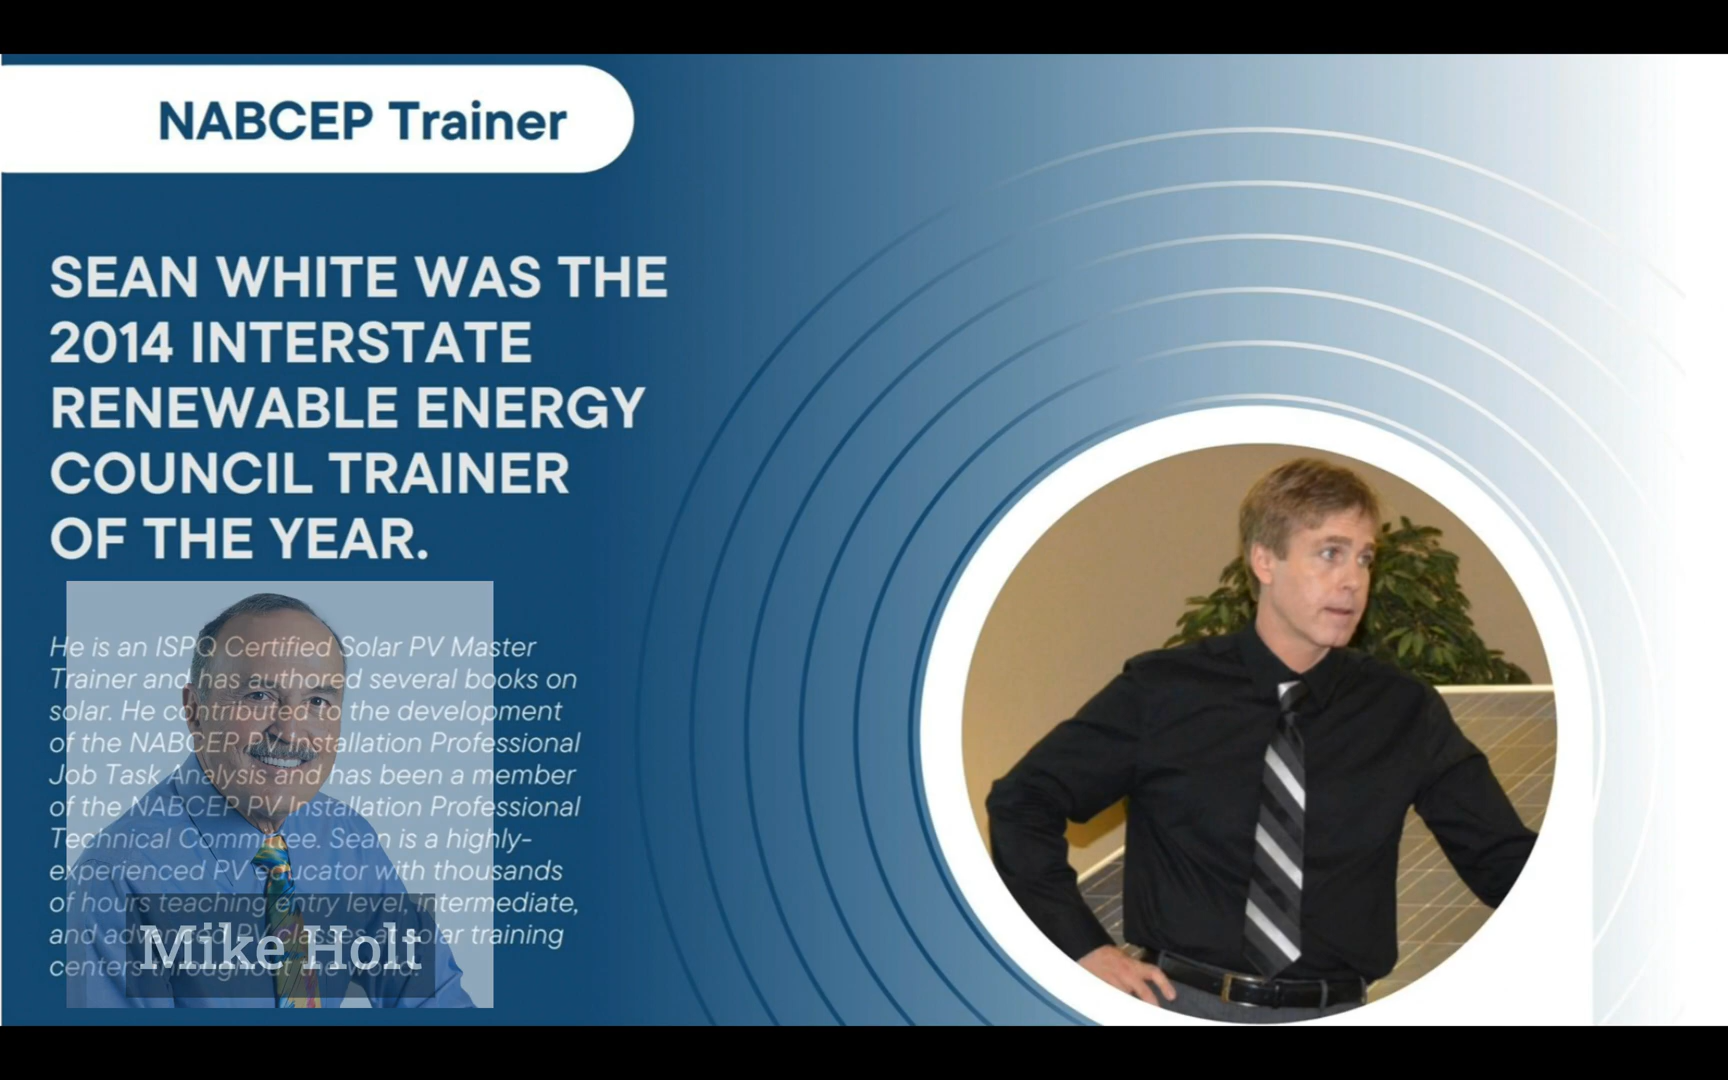 NABCEP Trainer
SEAN WHITE WAS THE
2014 INTERSTATE
RENEWABLE ENERGY
COUNCIL TRAINER
OF THE YEAR.
He is an ISPQ Certified Solar PV Master
Trainer and has authored several books on
solar. He contributed to the development
of the NABCEP PV Installation Professional
Job Task Analysis and has been a member
of the NABCEP PV Installation Professional
Technical Committee. Sean is a highly-
experienced PV educator with thousands
of hours teaching entry level, intermediate,
and advanced PV classes at solar training
centers throughout the world.
Mike Holt